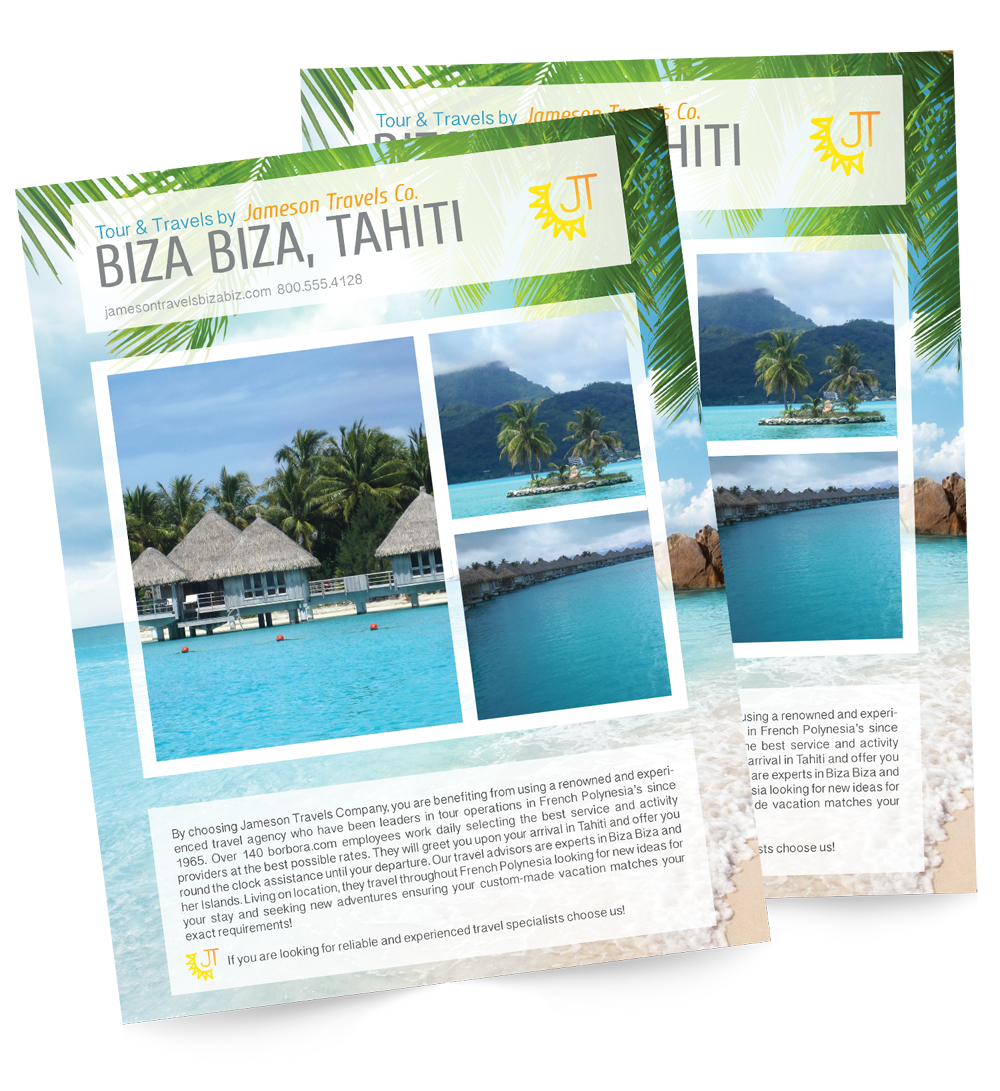 Tour & Travels by Jameson Travels Co.
BIZA BIZA, TAHITI
jamesontravelsbizabiz.com 800.555.4128
JT
By choosing Jameson Travels Company, you are benefiting from using a renowned and experi-
enced travel agency who have been leaders in tour operations in French Polynesia's since
1965. Over 140 borbora.com employees work daily selecting the best service and activity
providers at the best possible rates. They will greet you upon your arrival in Tahiti and offer you
round the clock assistance until your departure. Our travel advisors are experts in Biza Biza and
her Islands. Living on location, they travel throughout French Polynesia looking for new ideas for
your stay and seeking new adventures ensuring your custom-made vacation matches your
exact requirements!
JT
If you are looking for reliable and experienced travel specialists choose us!
Tour & Travels by Jameson Travels Co.
HITI
JT
using a renowned and experi-
in French Polynesia's since
he best service and activity
arrival in Tahiti and offer you
are experts in Biza Biza and
sia looking for new ideas for
de vacation matches your
sts choose us!